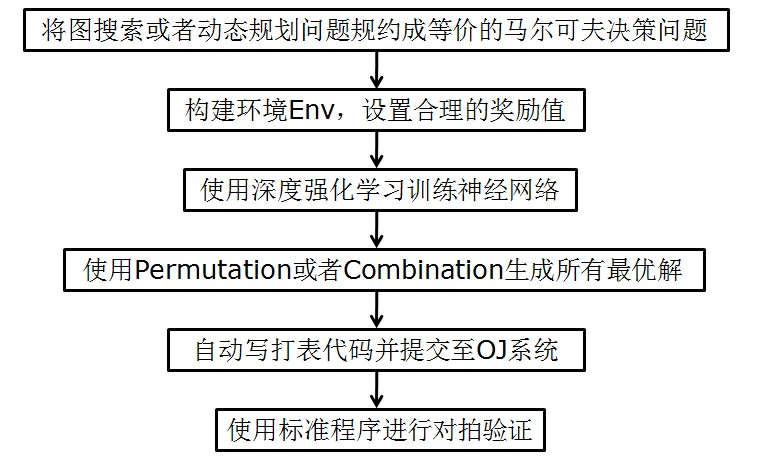 将图搜索或者动态规划问题规约成等价的马尔可夫决策问题
构建环境Env，设置合理的奖励值
使用深度强化学习训练神经网络
使用Permutation或者Combination生成所有最优解
自动写打表代码并提交至OJ系统
使用标准程序进行对拍验证